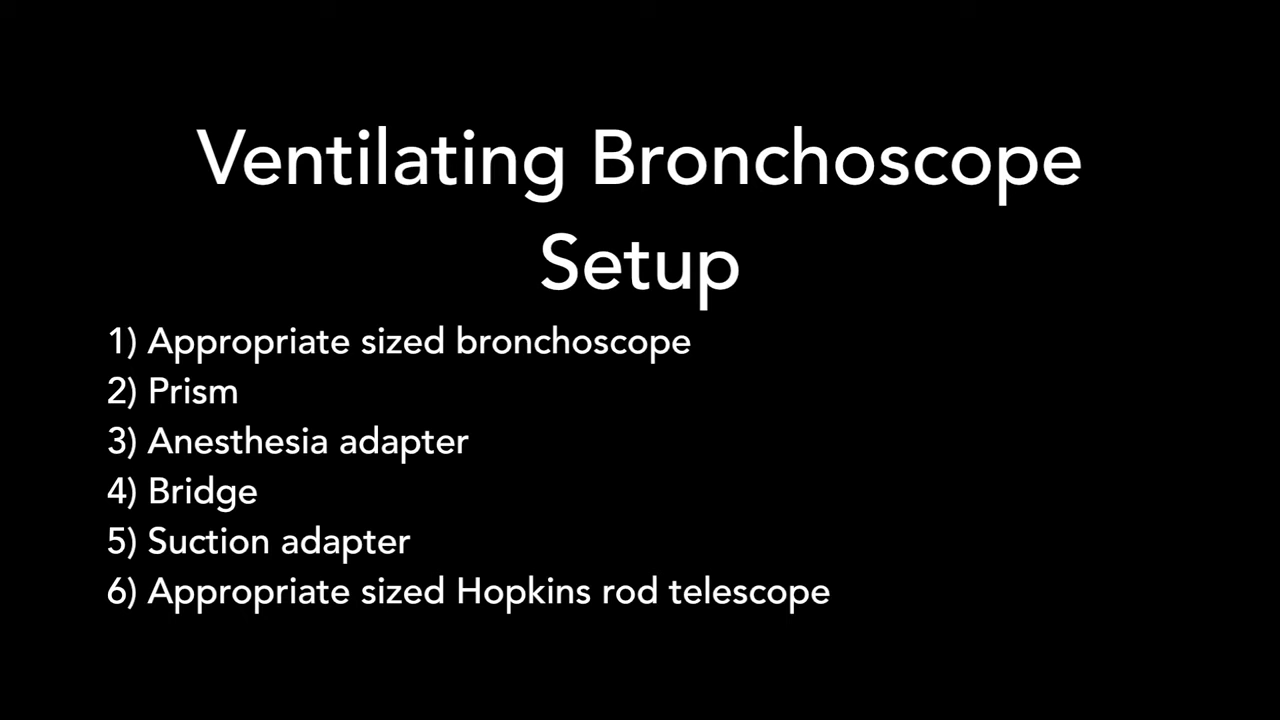 Ventilating Bronchoscope
Setup
1) Appropriate sized bronchoscope
2) Prism
3) Anesthesia adapter
4) Bridge
5) Suction adapter
6) Appropriate sized Hopkins rod telescope